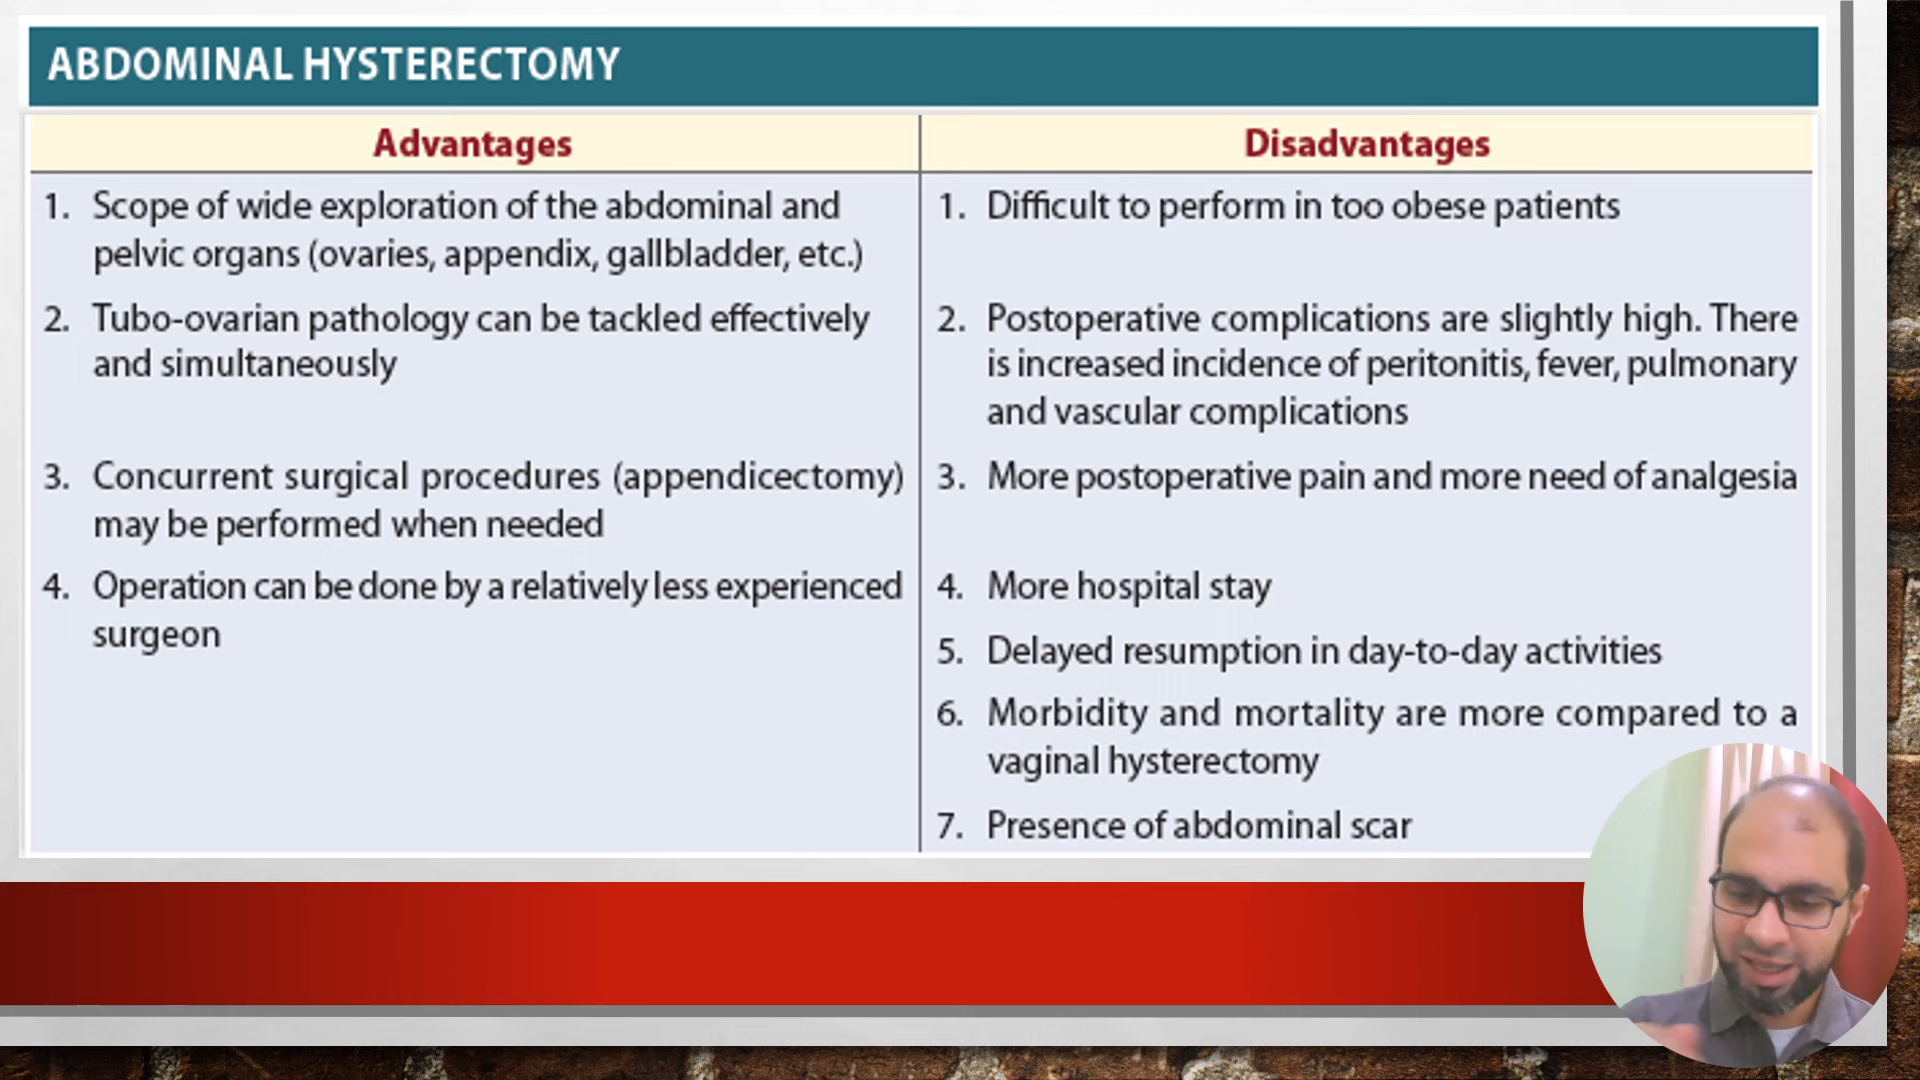 ABDOMINAL HYSTERECTOMY
Advantages
1. Scope of wide exploration of the abdominal and
pelvic organs (ovaries, appendix, gallbladder, etc.)
2. Tubo-ovarian pathology can be tackled effectively
and simultaneously
3. Concurrent surgical procedures (appendicectomy)
may be performed when needed
4. Operation can be done by a relatively less experienced
surgeon
Disadvantages
1. Difficult to perform in too obese patients
2. Postoperative complications are slightly high. There
is increased incidence of peritonitis, fever, pulmonary
and vascular complications
3. More postoperative pain and more need of analgesia
4. More hospital stay
5. Delayed resumption in day-to-day activities
6. Morbidity and mortality are more compared to a
vaginal hysterectomy
7. Presence of abdominal scar